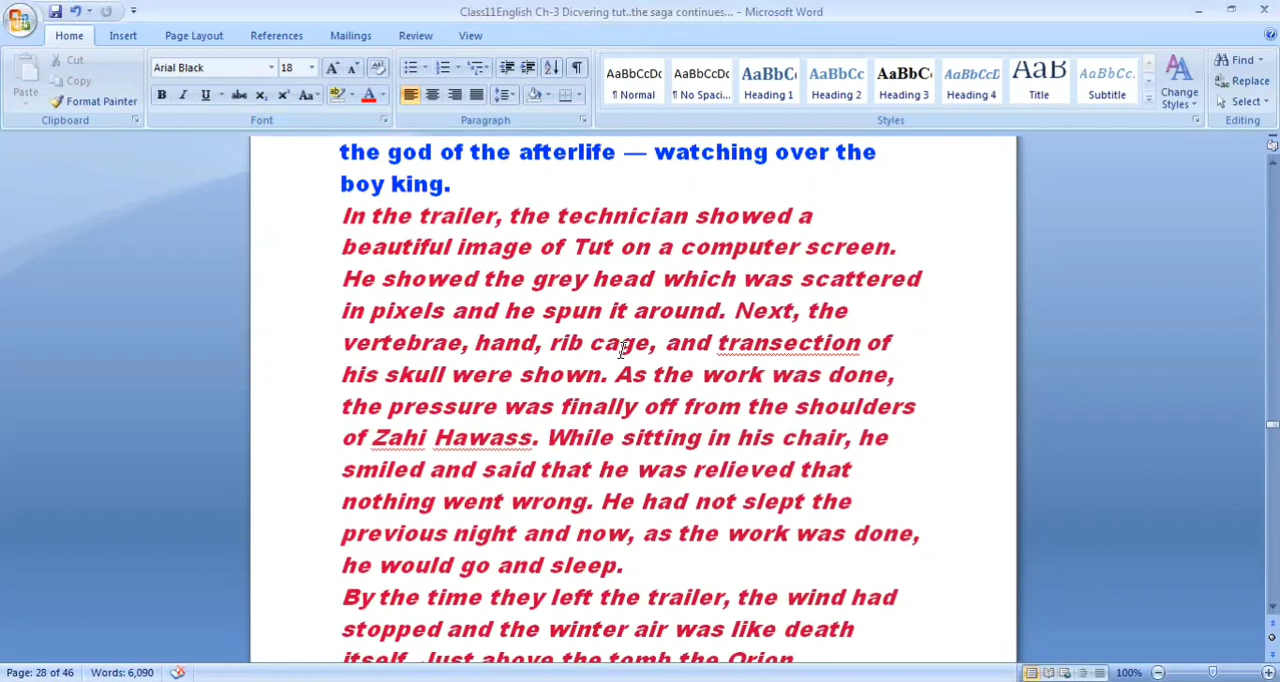 Class11English Ch-3 Dicvering tut..the saga continues... - Microsoft Word
Home Insert Page Layout References Mailings Review View
Cut
Copy
Format Painter
Paste
Clipboard
Arial Black 18
Font
Paragraph
AaBbCcDc AaBbCcDc AaBbC( AaBbCc AaBbC AaBbCcD AaB AaBbCc.
¶ Normal ¶ No Spaci... Heading 1 Heading 2 Heading 3 Heading 4 Title Subtitle
Change Styles
Styles
Find
Replace
Select
Editing
the god of the afterlife — watching over the
boy king.
In the trailer, the technician showed a
beautiful image of Tut on a computer screen.
He showed the grey head which was scattered
in pixels and he spun it around. Next, the
vertebrae, hand, rib cage, and transection of
his skull were shown. As the work was done,
the pressure was finally off from the shoulders
of Zahi Hawass. While sitting in his chair, he
smiled and said that he was relieved that
nothing went wrong. He had not slept the
previous night and now, as the work was done,
he would go and sleep.
By the time they left the trailer, the wind had
stopped and the winter air was like death
itself. Just above the tomb the Orion
Page: 28 of 46 Words: 6,090 100%